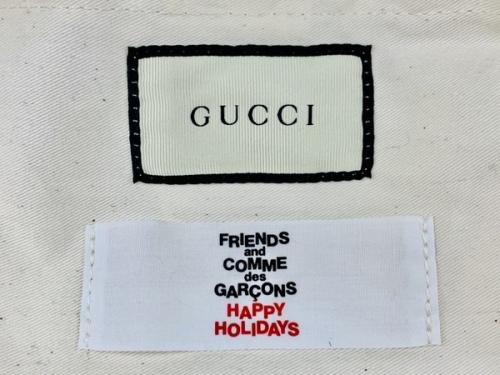 GUCCI
FRIENDS
and
COMME
des
GARÇONS
HAPPY
HOLIDAYS